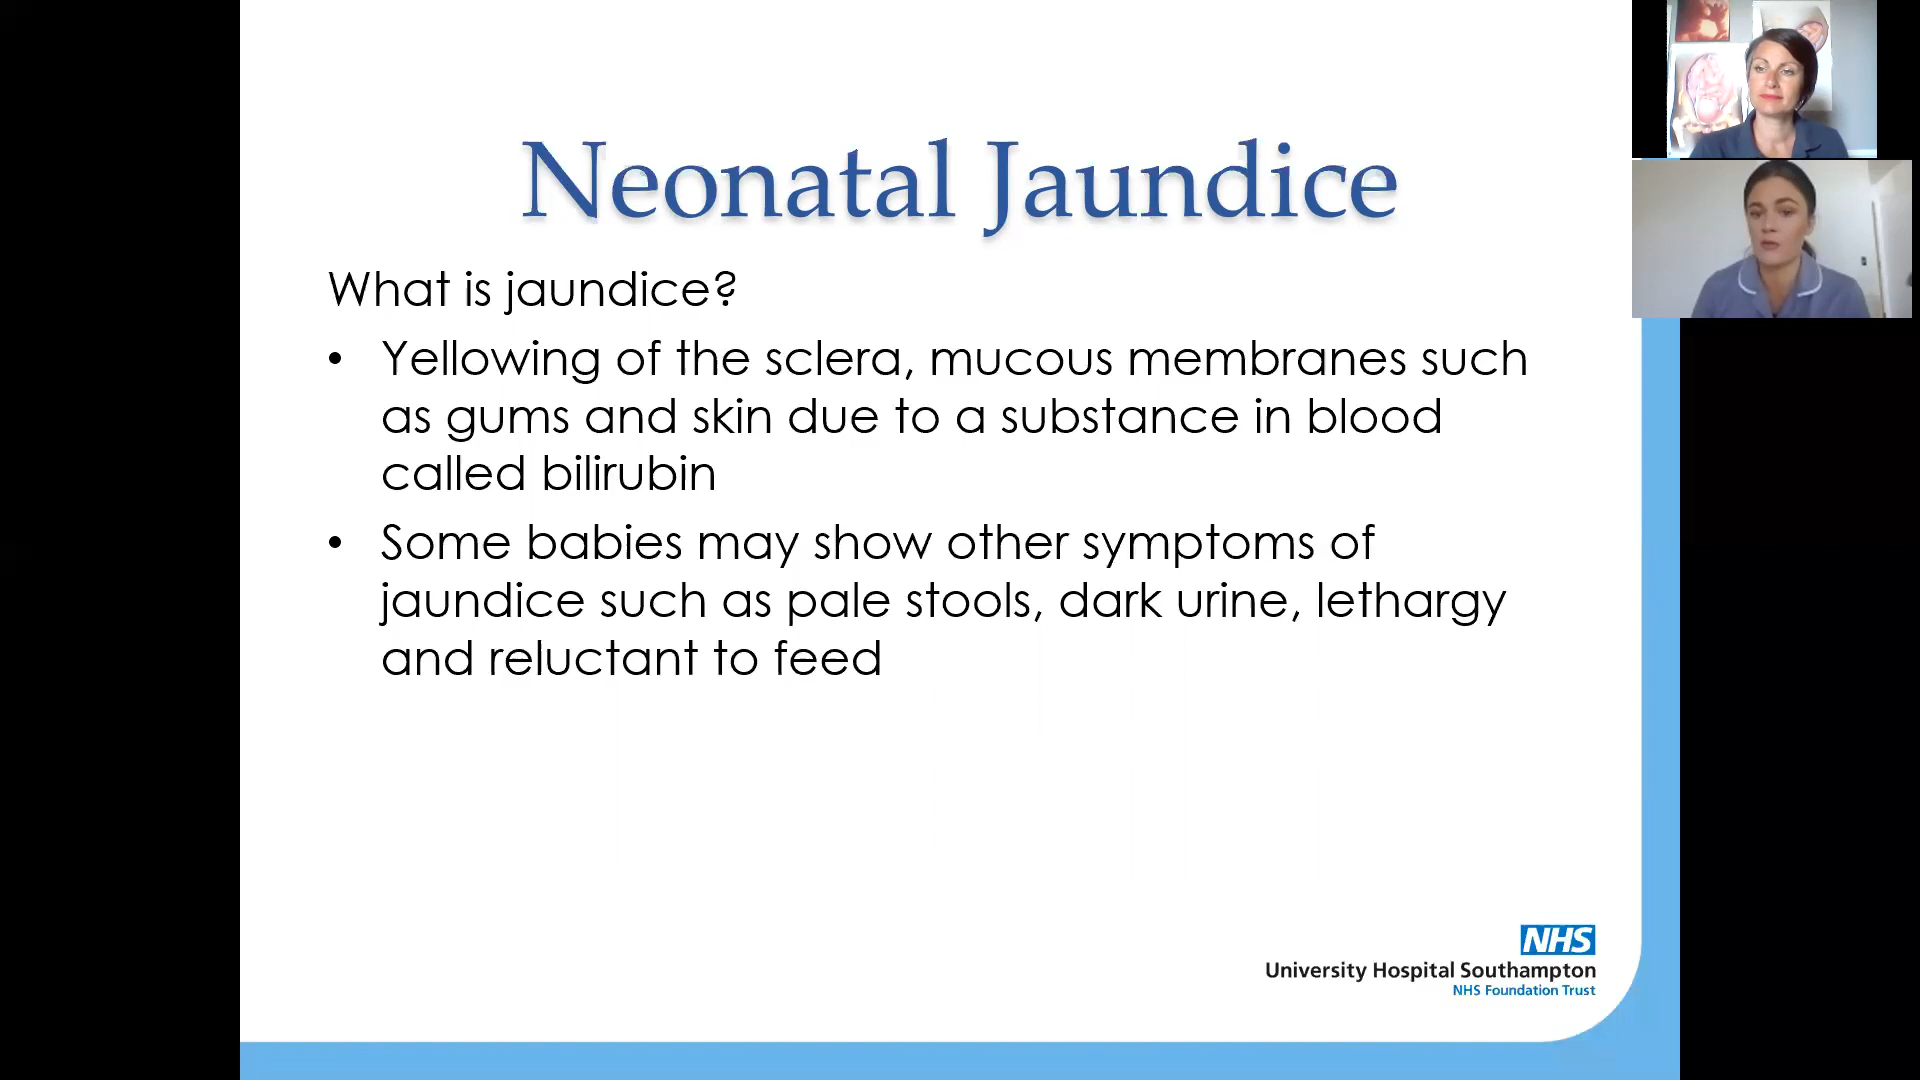 Neonatal Jaundice
What is jaundice?
• Yellowing of the sclera, mucous membranes such
as gums and skin due to a substance in blood
called bilirubin
• Some babies may show other symptoms of
jaundice such as pale stools, dark urine, lethargy
and reluctant to feed
NHS
University Hospital Southampton
NHS Foundation Trust